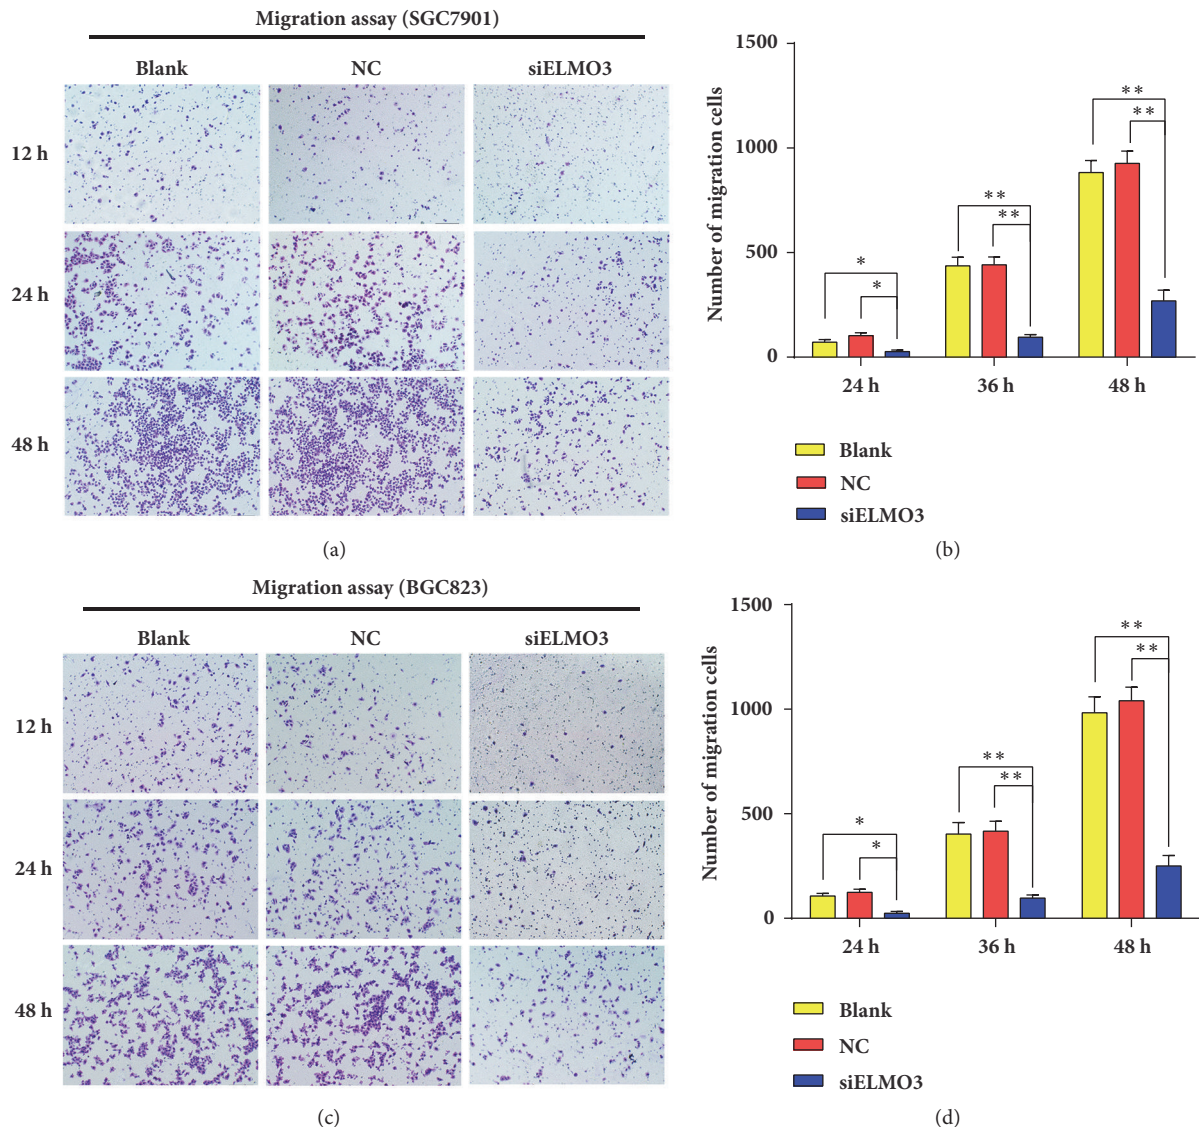 Migration assay (SGC7901)
Blank NC siELMO3
12 h
24 h
48 h
(a)
Number of migration cells
1500
1000
500
0
** ** ** ** * *
24 h 36 h 48 h
Blank
NC
siELMO3
(b)
Migration assay (BGC823)
Blank NC siELMO3
12 h
24 h
48 h
(c)
Number of migration cells
1500
1000
500
0
** ** ** ** * *
24 h 36 h 48 h
Blank
NC
siELMO3
(d)